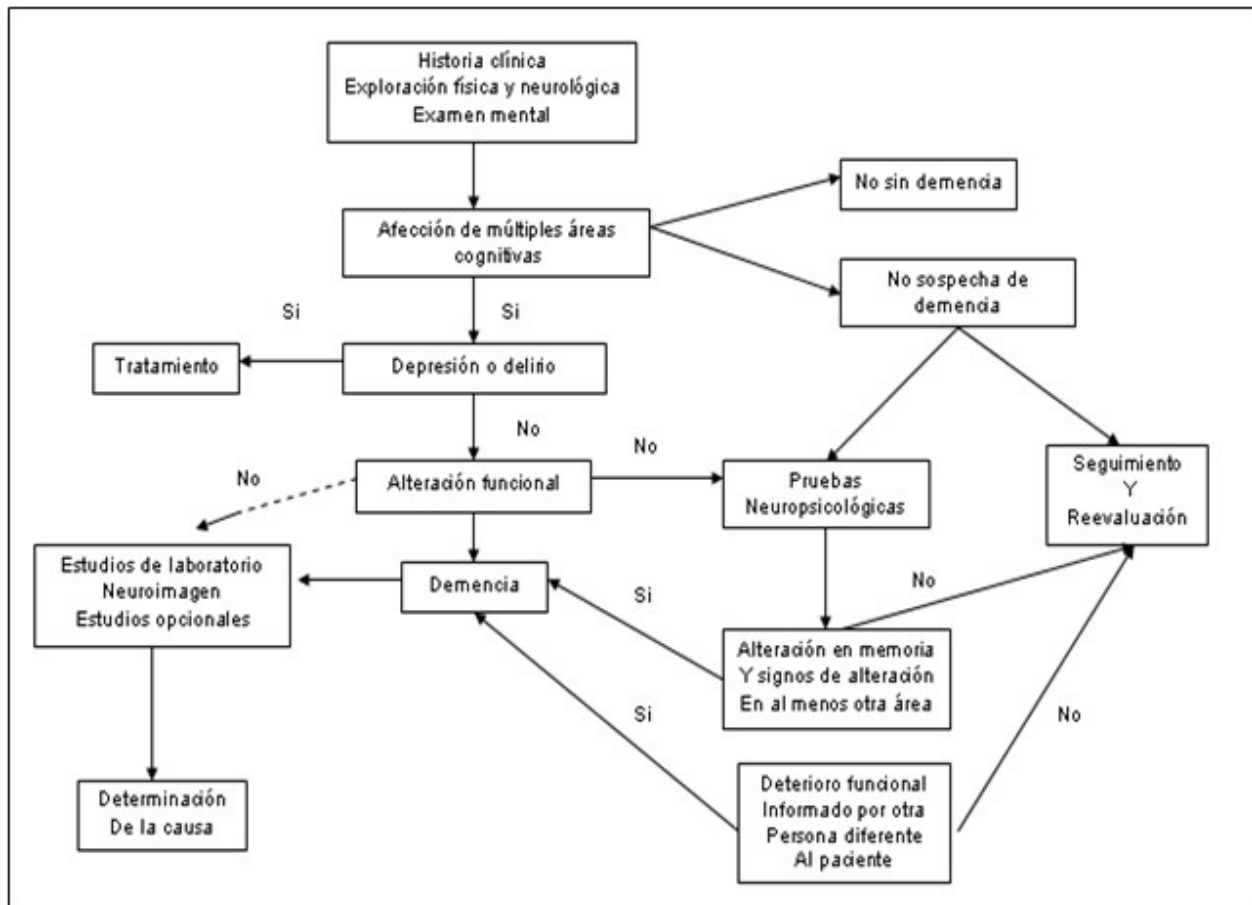 Historia clínica
Exploración física y neurológica
Examen mental
No sin demencia
Afección de múltiples áreas
cognitivas
No sospecha de
demencia
Si
Si
Tratamiento
Depresión o delirio
No
No
No
Alteración funcional
Pruebas
Neuropsicológicas
Seguimiento
Y
Reevaluación
Estudios de laboratorio
Neuroimagen
Estudios opcionales
Demencia
Si
No
Alteración en memoria
Y signos de alteración
En al menos otra área
Si
No
Deterioro funcional
Informado por otra
Persona diferente
Al paciente
Determinación
De la causa